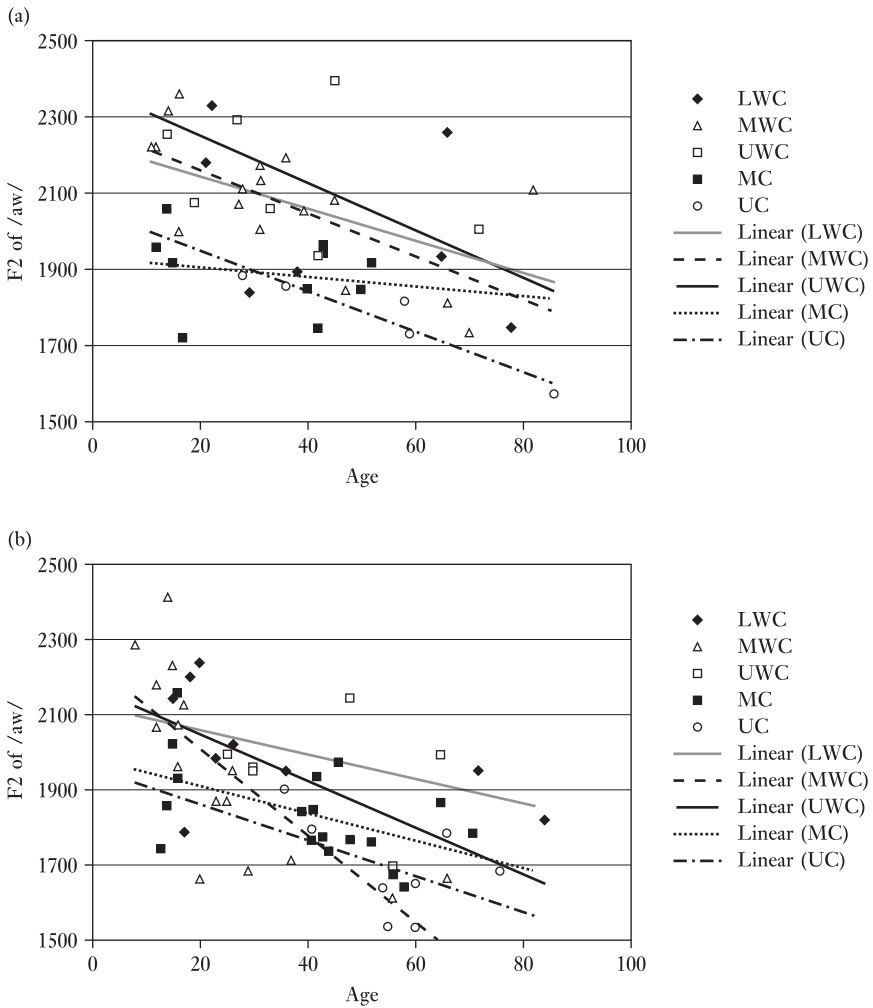 (a)
F2 of /aw/
2500
2300
2100
1900
1700
1500
0 20 40 60 80 100
Age
LWC
MWC
UWC
MC
UC
Linear (LWC)
Linear (MWC)
Linear (UWC)
Linear (MC)
Linear (UC)
(b)
F2 of /aw/
2500
2300
2100
1900
1700
1500
0 20 40 60 80 100
Age
LWC
MWC
UWC
MC
UC
Linear (LWC)
Linear (MWC)
Linear (UWC)
Linear (MC)
Linear (UC)